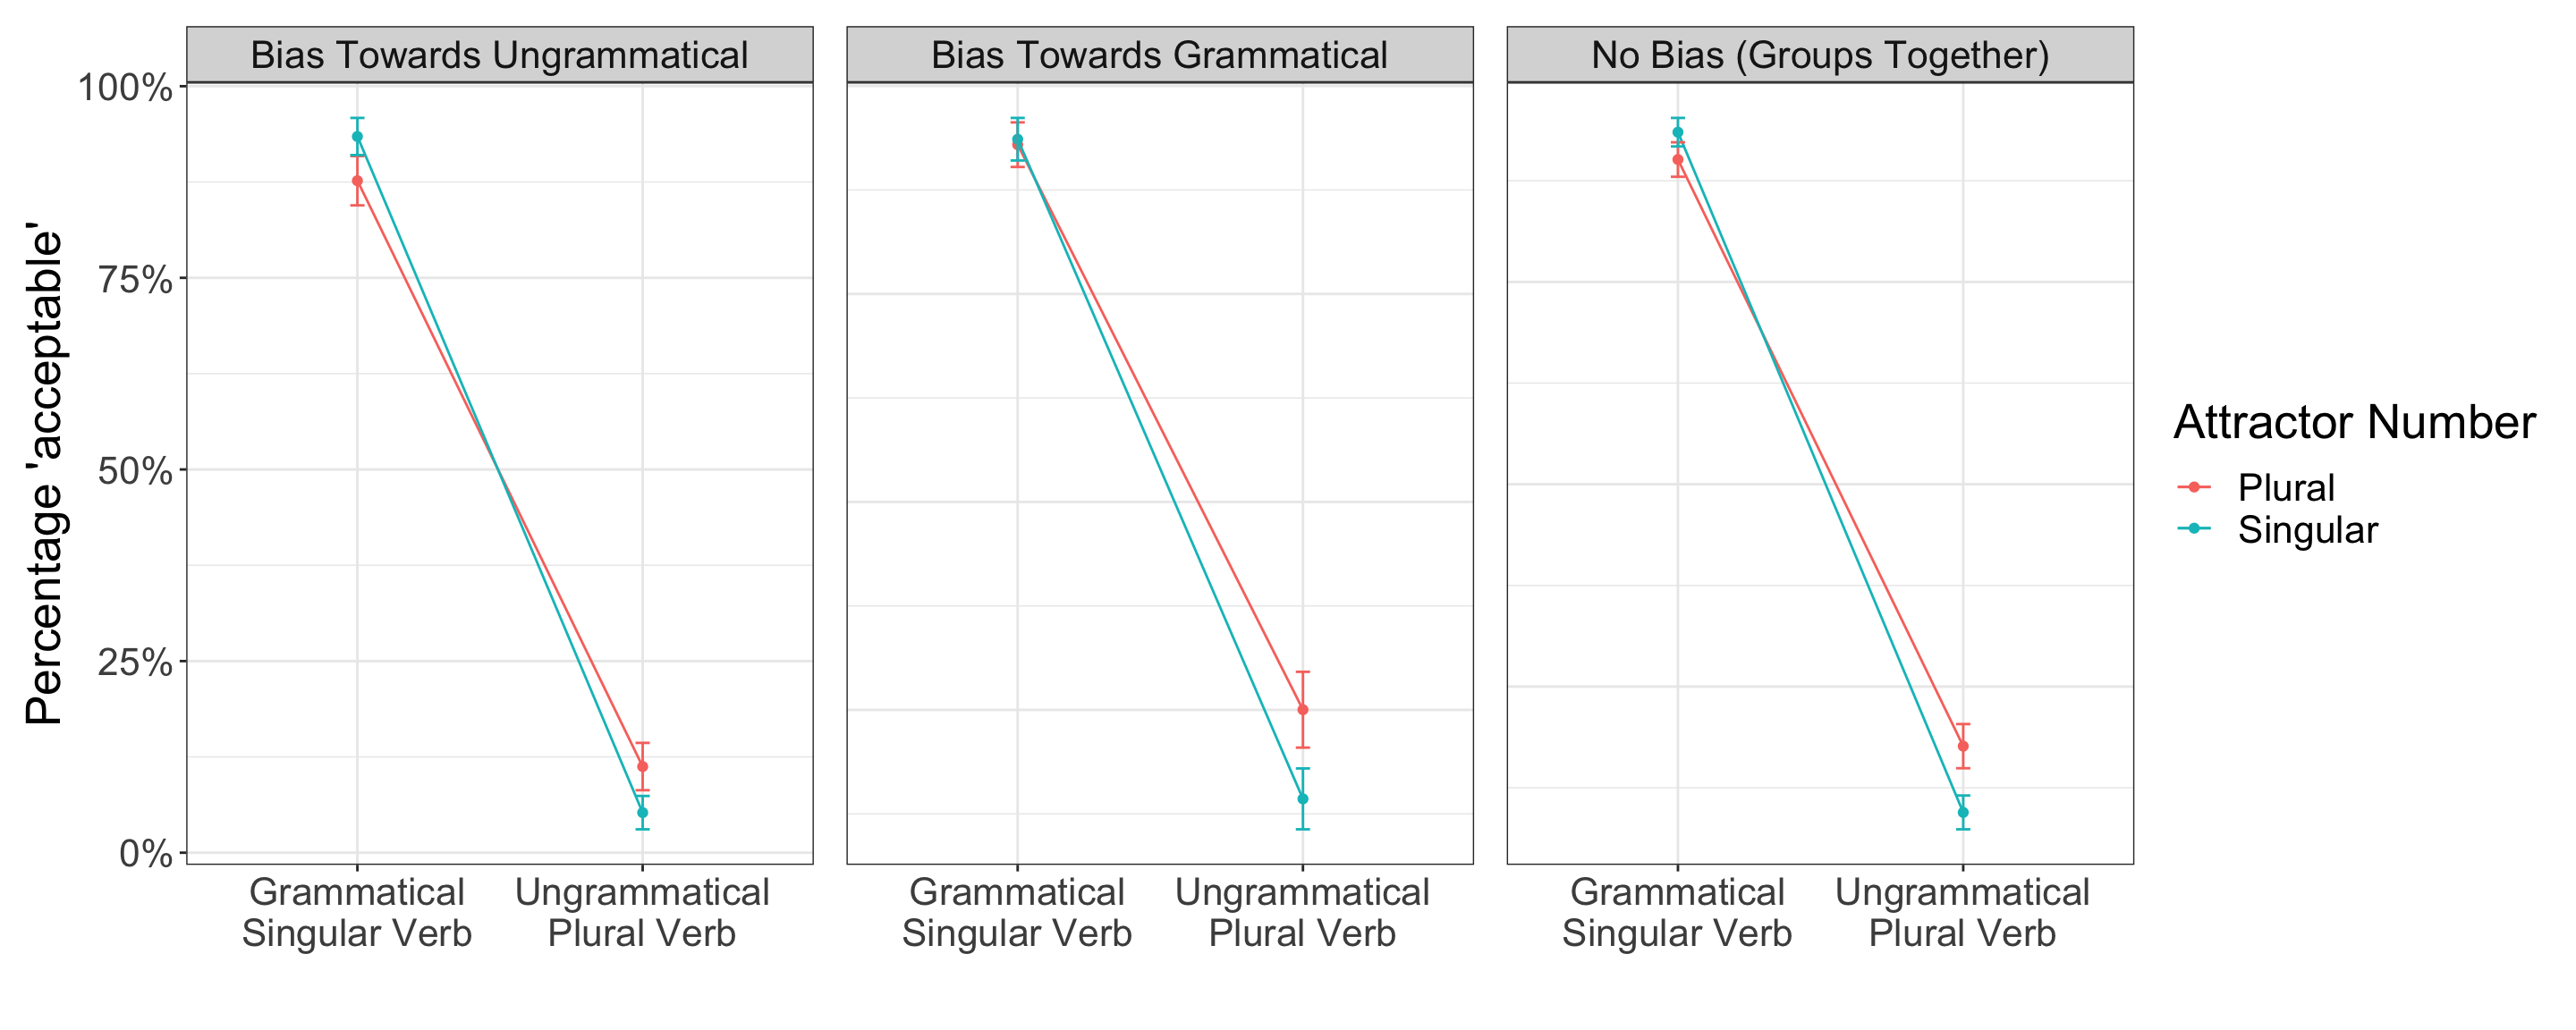 Bias Towards Ungrammatical
Bias Towards Grammatical
No Bias (Groups Together)
Percentage 'acceptable'
100%
75%
50%
25%
0%
Grammatical
Singular Verb
Ungrammatical
Plural Verb
Grammatical
Singular Verb
Ungrammatical
Plural Verb
Grammatical
Singular Verb
Ungrammatical
Plural Verb
Attractor Number
Plural
Singular